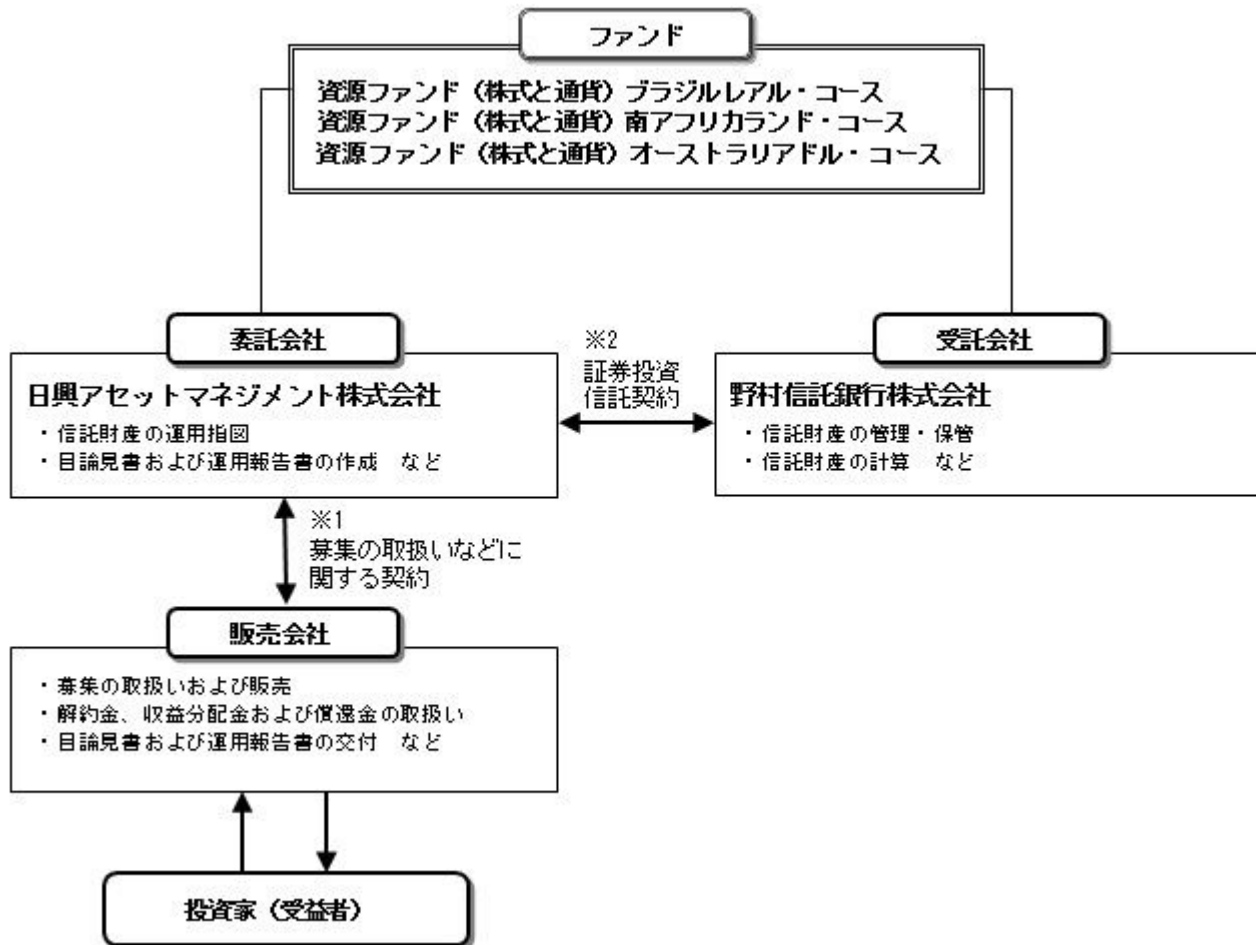 ファンド
資源ファンド（株式と通貨）ブラジルレアル・コース
資源ファンド（株式と通貨）南アフリカランド・コース
資源ファンド（株式と通貨）オーストラリアドル・コース
委託会社
日興アセットマネジメント株式会社
・信託財産の運用指図
・目論見書および運用報告書の作成　など
※2
証券投資
信託契約
受託会社
野村信託銀行株式会社
・信託財産の管理・保管
・信託財産の計算　など
※1
募集の取扱いなどに
関する契約
販売会社
・募集の取扱いおよび販売
・解約金、収益分配金および償還金の取扱い
・目論見書および運用報告書の交付　など
投資家（受益者）